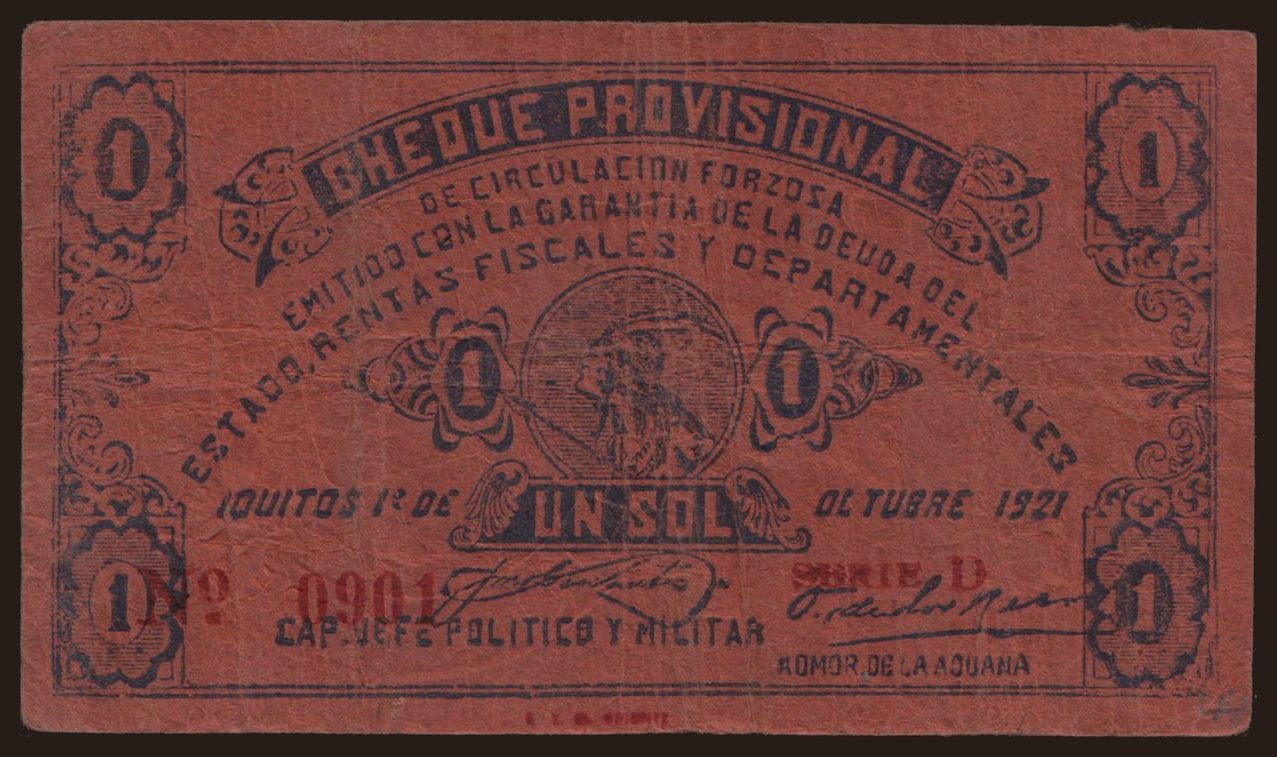 1
1
CHEQUE PROVISIONAL
DE CIRCULACION FORZOSA
EMITIDO CON LA GARANTIA DE LA DEUDA DEL
ESTADO, RENTAS FISCALES Y DEPARTAMENTALES
1 1
IQUITOS 1º DE OCTUBRE 1921
UN SOL
1 Nº 0901 SERIE D 1
CAP. JEFE POLITICO Y MILITAR
ADMOR. DE LA ADUANA